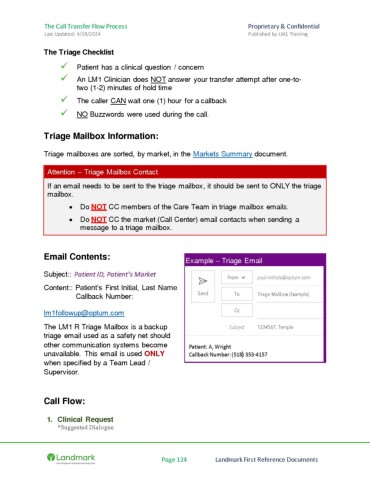 The Call Transfer Flow Process
Proprietary & Confidential
Last Updated: 4/19/2024
Published by LM1 Training
The Triage Checklist
✓ Patient has a clinical question / concern
✓ An LM1 Clinician does NOT answer your transfer attempt after one-to-
two (1-2) minutes of hold time
✓ The caller CAN wait one (1) hour for a callback
✓ NO Buzzwords were used during the call.
Triage Mailbox Information:
Triage mailboxes are sorted, by market, in the Markets Summary document.
Attention – Triage Mailbox Contact
If an email needs to be sent to the triage mailbox, it should be sent to ONLY the triage
mailbox.
• Do NOT CC members of the Care Team in triage mailbox emails.
• Do NOT CC the market (Call Center) email contacts when sending a
message to a triage mailbox.
Email Contents:
Subject:: Patient ID, Patient's Market
Content:: Patient's First Initial, Last Name
Callback Number:
lm1followup@optum.com
The LM1 R Triage Mailbox is a backup
triage email used as a safety net should
other communication systems become
unavailable. This email is used ONLY
when specified by a Team Lead /
Supervisor.
Example – Triage Email
From
Send
To
Triage Mailbox (Example)
Cc
Subject
1234567, Temple
Patient: A, Wright
Callback Number: (518) 353-4157
Call Flow:
1. Clinical Request
*Suggested Dialogue
Landmark
Page 124
Landmark First Reference Documents